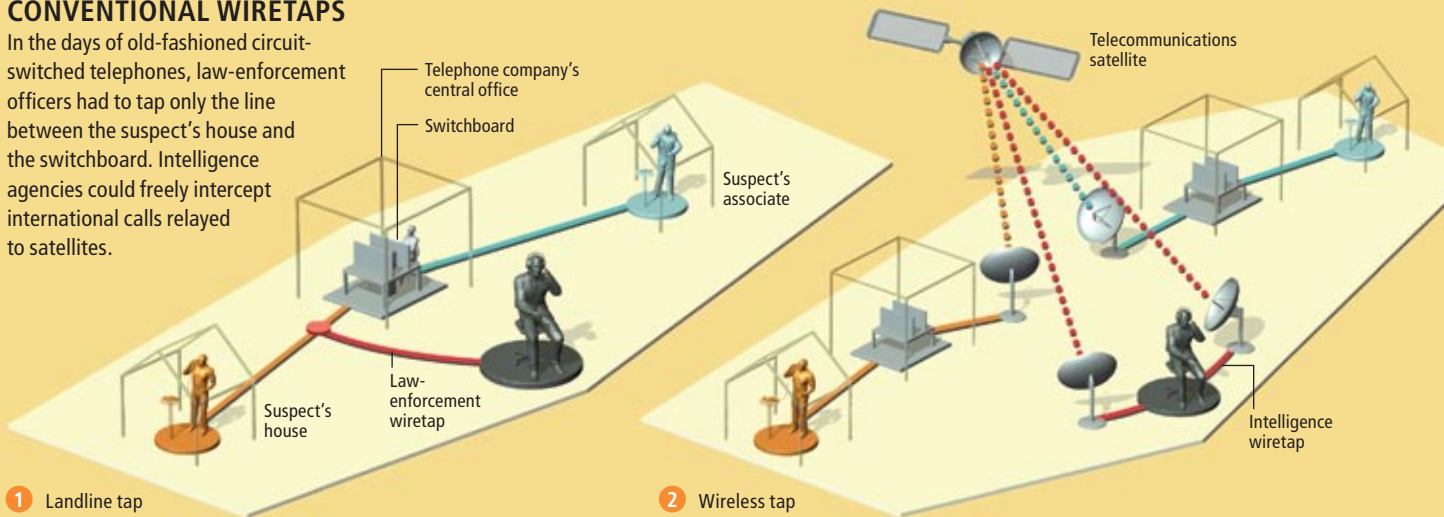 CONVENTIONAL WIRETAPS
In the days of old-fashioned circuit-
switched telephones, law-enforcement
officers had to tap only the line
between the suspect's house and
the switchboard. Intelligence
agencies could freely intercept
international calls relayed
to satellites.
Telephone company's
central office
Switchboard
Suspect's
associate
Law-
enforcement
wiretap
Suspect's
house
1 Landline tap
Telecommunications
satellite
Intelligence
wiretap
2 Wireless tap